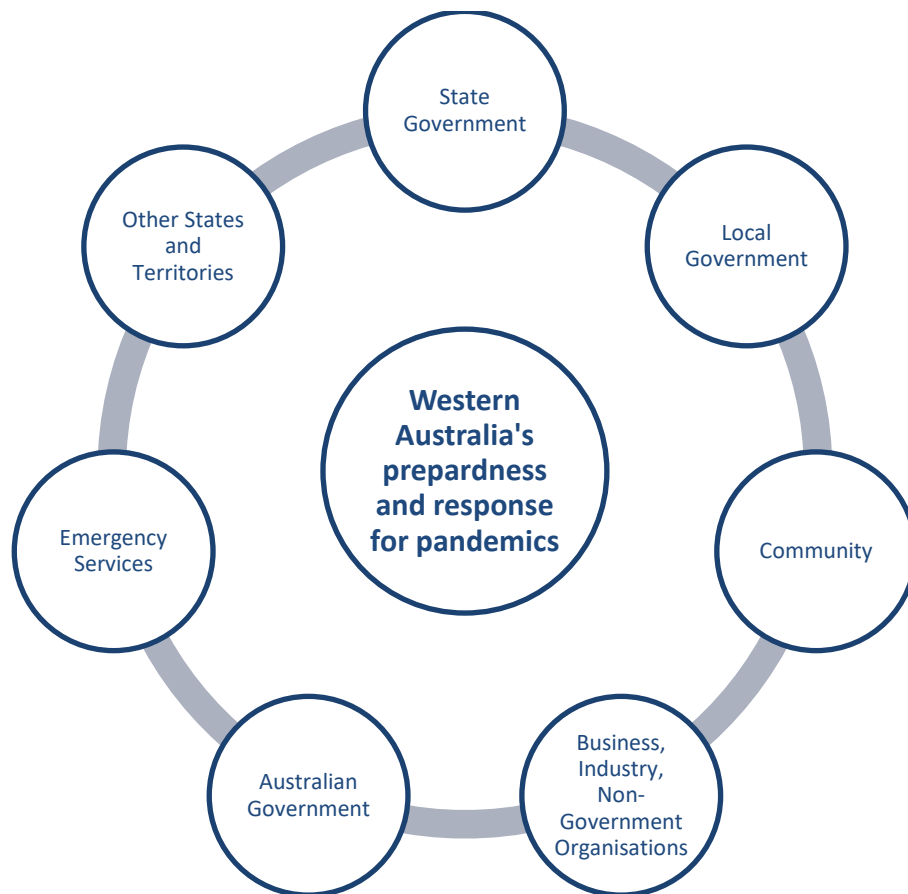 State
Government
Other States
and
Territories
Local
Government
Western
Australia's
prepardness
and response
for pandemics
Emergency
Services
Community
Australian
Government
Business,
Industry,
Non-
Government
Organisations